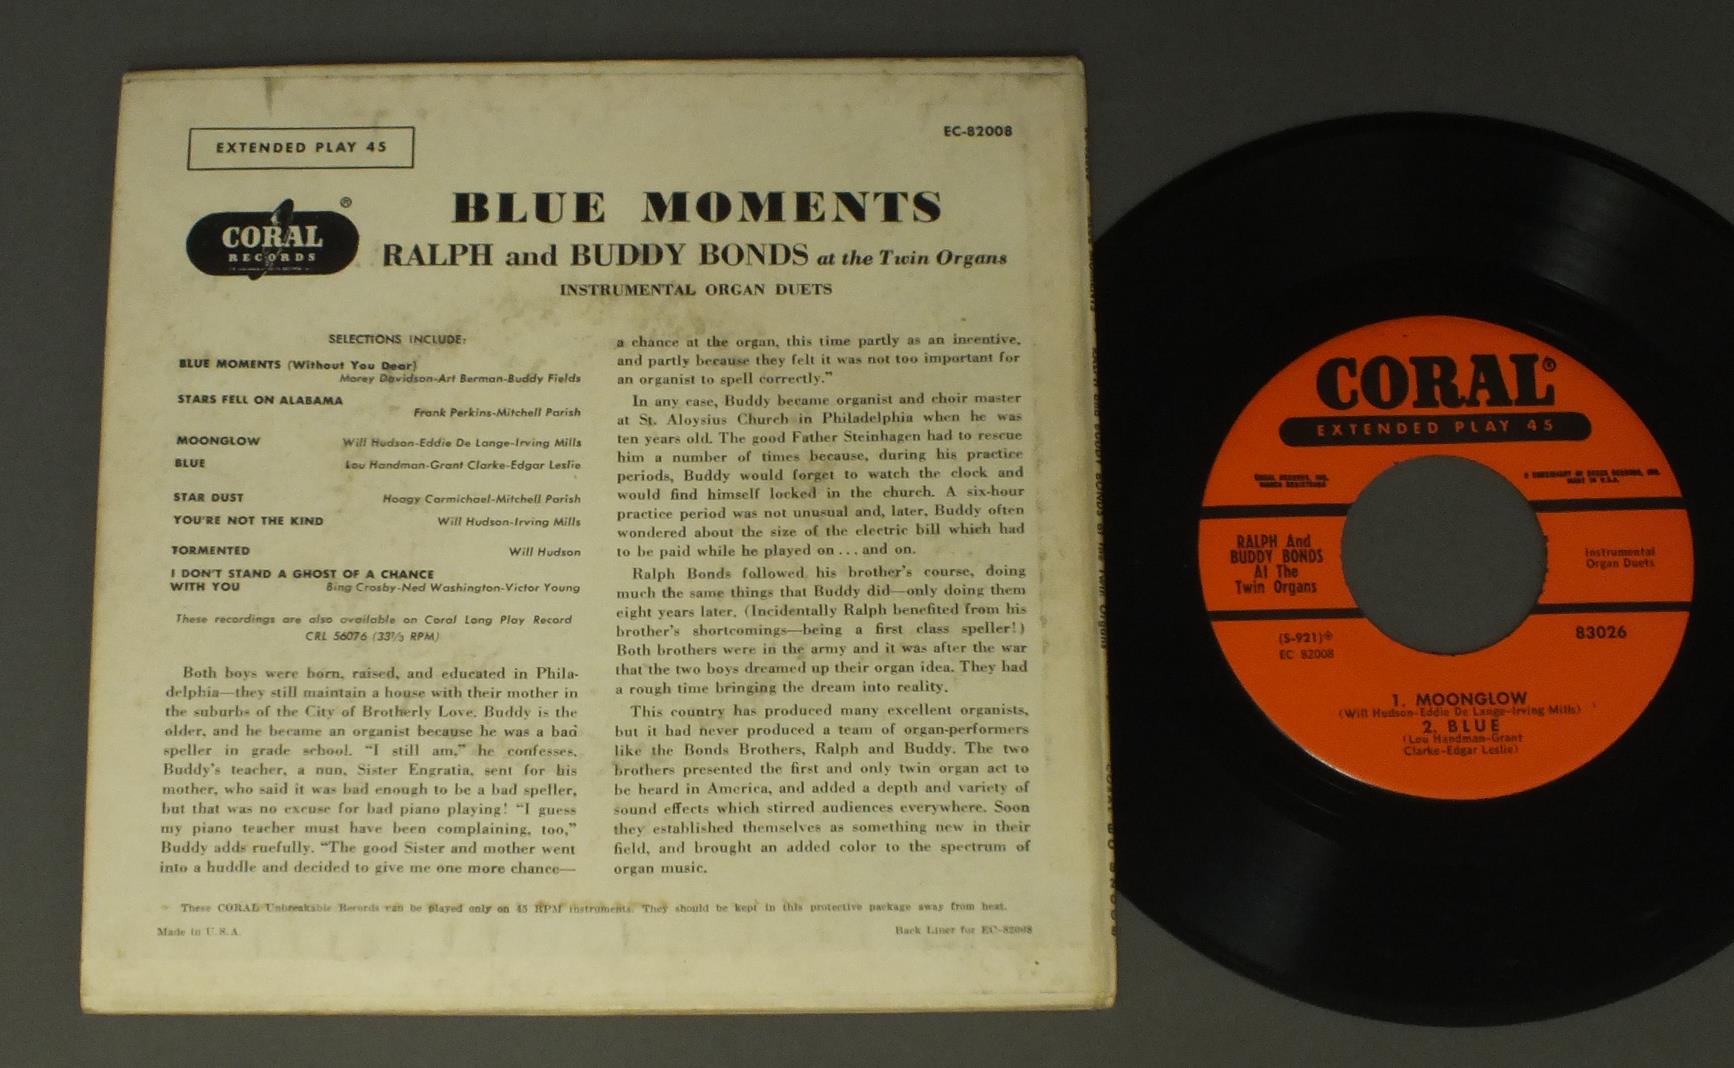 EXTENDED PLAY 45
EC-82008
CORAL ®
RECORDS
BLUE MOMENTS
RALPH and BUDDY BONDS at the Twin Organs
INSTRUMENTAL ORGAN DUETS
SELECTIONS INCLUDE:
BLUE MOMENTS (Without You Dear)
Morey Davidson-Art Berman-Buddy Fields
STARS FELL ON ALABAMA
Frank Perkins-Mitchell Parish
MOONGLOW Will Hudson-Eddie De Lange-Irving Mills
BLUE Lou Handman-Grant Clarke-Edgar Leslie
STAR DUST Hoagy Carmichael-Mitchell Parish
YOU'RE NOT THE KIND Will Hudson-Irving Mills
TORMENTED Will Hudson
I DON'T STAND A GHOST OF A CHANCE
WITH YOU Bing Crosby-Ned Washington-Victor Young
These recordings are also available on Coral Long Play Record
CRL 56076 (33⅓ RPM)
Both boys were born, raised, and educated in Phila-
delphia—they still maintain a house with their mother in
the suburbs of the City of Brotherly Love. Buddy is the
older, and he became an organist because he was a bad
speller in grade school. "I still am," he confesses.
Buddy's teacher, a nun, Sister Engratia, sent for his
mother, who said it was bad enough to be a bad speller,
but that was no excuse for bad piano playing! "I guess
my piano teacher must have been complaining, too,"
Buddy adds ruefully. "The good Sister and mother went
into a huddle and decided to give me one more chance—
a chance at the organ, this time partly as an incentive,
and partly because they felt it was not too important for
an organist to spell correctly."
In any case, Buddy became organist and choir master
at St. Aloysius Church in Philadelphia when he was
ten years old. The good Father Steinhagen had to rescue
him a number of times because, during his practice
periods, Buddy would forget to watch the clock and
would find himself locked in the church. A six-hour
practice period was not unusual and, later, Buddy often
wondered about the size of the electric bill which had
to be paid while he played on . . . and on.
Ralph Bonds followed his brother's course, doing
much the same things that Buddy did—only doing them
eight years later. (Incidentally Ralph benefited from his
brother's shortcomings—being a first class speller!)
Both brothers were in the army and it was after the war
that the two boys dreamed up their organ idea. They had
a rough time bringing the dream into reality.
This country has produced many excellent organists,
but it had never produced a team of organ-performers
like the Bonds Brothers, Ralph and Buddy. The two
brothers presented the first and only twin organ act to
be heard in America, and added a depth and variety of
sound effects which stirred audiences everywhere. Soon
they established themselves as something new in their
field, and brought an added color to the spectrum of
organ music.
These CORAL Unbreakable Records can be played only on 45 RPM instruments. They should be kept in this protective package away from heat.
Made in U.S.A. Back Liner for EC-82008
CORAL®
EXTENDED PLAY 45
CORAL RECORDS, INC.
MARCA REGISTRADA
A SUBSIDIARY OF DECCA RECORDS, INC.
MADE IN U.S.A.
RALPH And
BUDDY BONDS
At The
Twin Organs
Instrumental
Organ Duets
(S-921)
EC 82008
83026
1. MOONGLOW
(Will Hudson-Eddie De Lange-Irving Mills)
2. BLUE
(Lou Handman-Grant
Clarke-Edgar Leslie)